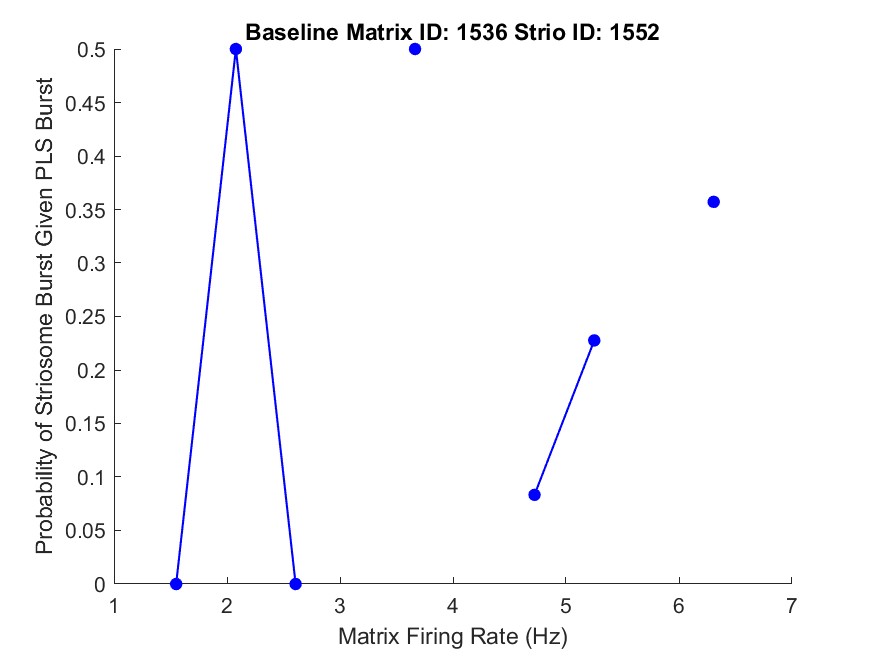 Baseline Matrix ID: 1536 Strio ID: 1552
Probability of Striosome Burst Given PLS Burst
0.5
0.45
0.4
0.35
0.3
0.25
0.2
0.15
0.1
0.05
0
1 2 3 4 5 6 7
Matrix Firing Rate (Hz)